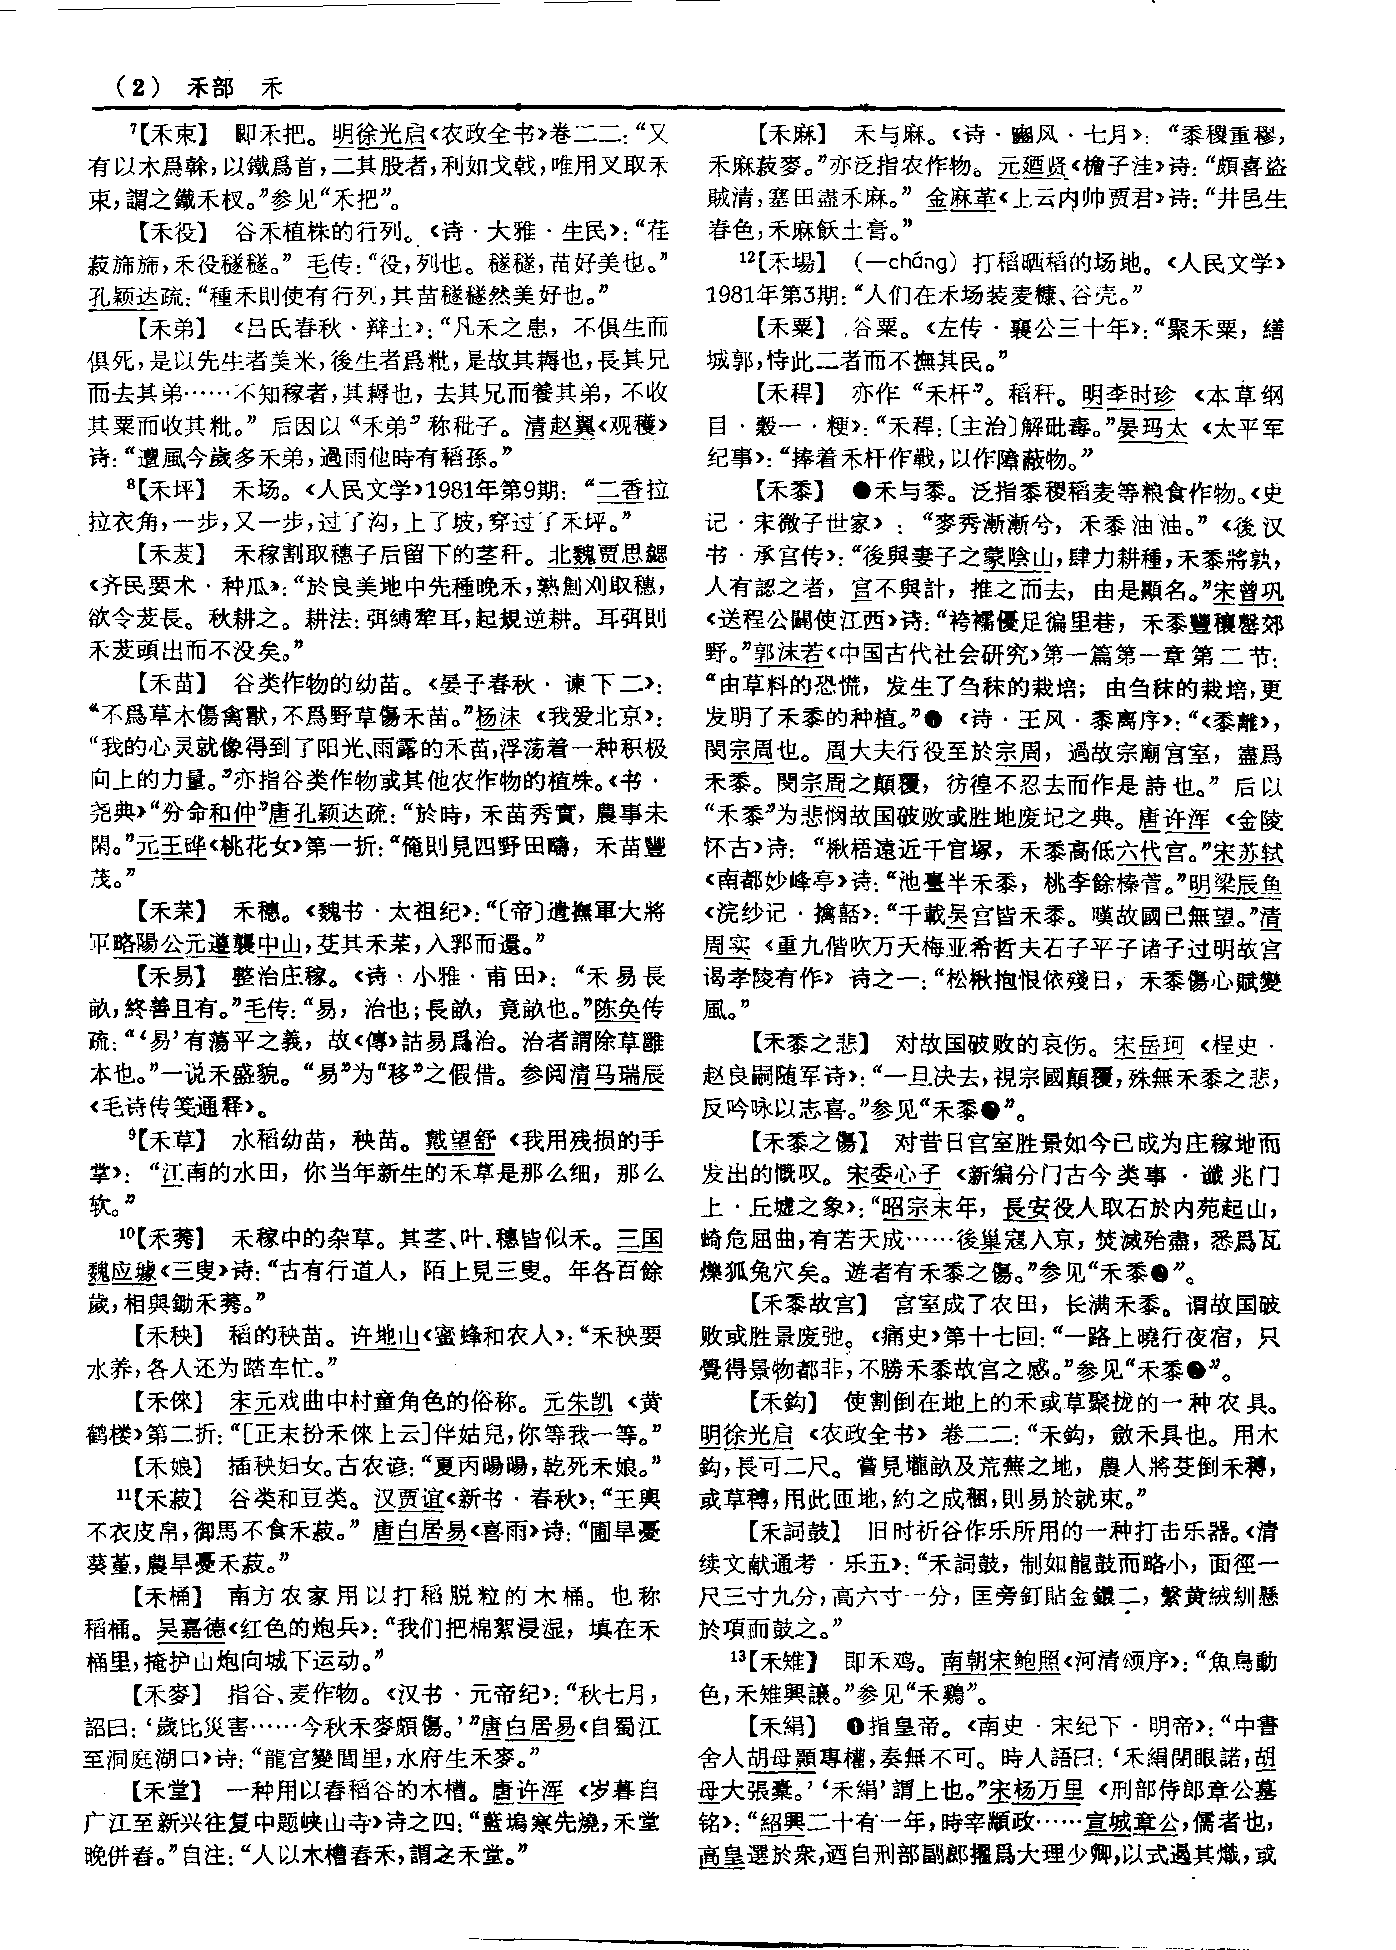 （2） 禾部 禾
⁷【禾束】 即禾把。明徐光启《农政全书》卷二二：“又
有以木爲榦，以鐵爲首，二其股者，利如戈戟，唯用叉取禾
束，謂之鐵禾杈。”参见“禾把”。
【禾役】 谷禾植株的行列。《诗·大雅·生民》：“荏
菽斾斾，禾役穟穟。” 毛传：“役，列也。穟穟，苗好美也。”
孔颖达疏：“種禾則使有行列，其苗穟穟然美好也。”
【禾弟】 《吕氏春秋·辩土》：“凡禾之患，不俱生而
俱死，是以先生者美米，後生者爲粃，是故其耨也，長其兄
而去其弟……不知稼者，其耨也，去其兄而養其弟，不收
其粟而收其粃。” 后因以“禾弟”称秕子。清赵翼《观穫》
诗：“遭風今歲多禾弟，過雨他時有稻孫。”
⁸【禾坪】 禾场。《人民文学》1981年第9期：“二香拉
拉衣角，一步，又一步，过了沟，上了坡，穿过了禾坪。”
【禾茇】 禾稼割取穗子后留下的茎秆。北魏贾思勰
《齐民要术·种瓜》：“於良美地中先種晚禾，熟劁刈取穗，
欲令茇長。秋耕之。耕法：弭縛犂耳，起規逆耕。耳弭則
禾茇頭出而不没矣。”
【禾苗】 谷类作物的幼苗。《晏子春秋·谏下二》：
“不爲草木傷禽獸，不爲野草傷禾苗。”杨沫《我爱北京》：
“我的心灵就像得到了阳光、雨露的禾苗，浮荡着一种积极
向上的力量。”亦指谷类作物或其他农作物的植株。《书·
尧典》“分命和仲”唐孔颖达疏：“於時，禾苗秀實，農事未
閑。”元王晔《桃花女》第一折：“俺則見四野田疇，禾苗豐
茂。”
【禾菜】 禾穗。《魏书·太祖纪》：“〔帝〕遣撫軍大將
軍略陽公元遵襲中山，芟其禾菜，入郛而還。”
【禾易】 整治庄稼。《诗·小雅·甫田》：“禾易長
畝，終善且有。”毛传：“易，治也；長畝，竟畝也。”陈奂传
疏：“‘易’有蕩平之義，故《傳》詁易爲治。治者謂除草雝
本也。”一说禾盛貌。“易”为“移”之假借。参阅清马瑞辰
《毛诗传笺通释》。
⁹【禾草】 水稻幼苗，秧苗。戴望舒《我用残损的手
掌》：“江南的水田，你当年新生的禾草是那么细，那么
软。”
¹⁰【禾莠】 禾稼中的杂草。其茎、叶、穗皆似禾。三国
魏应璩《三叟》诗：“古有行道人，陌上見三叟。年各百餘
歲，相與鋤禾莠。”
【禾秧】 稻的秧苗。许地山《蜜蜂和农人》：“禾秧要
水养，各人还为踏车忙。”
【禾俫】 宋元戏曲中村童角色的俗称。元朱凯《黄
鹤楼》第二折：“［正末扮禾俫上云］伴姑兒，你等我一等。”
【禾娘】 插秧妇女。古农谚：“夏丙暘暘，乾死禾娘。”
¹¹【禾菽】 谷类和豆类。汉贾谊《新书·春秋》：“王輿
不衣皮帛，御馬不食禾菽。” 唐白居易《喜雨》诗：“圃旱憂
葵菫，農旱憂禾菽。”
【禾桶】 南方农家用以打稻脱粒的木桶。也称
稻桶。吴嘉德《红色的炮兵》：“我们把棉絮浸湿，填在禾
桶里，掩护山炮向城下运动。”
【禾麥】 指谷、麦作物。《汉书·元帝纪》：“秋七月，
詔曰：‘歲比災害……今秋禾麥頗傷。’”唐白居易《自蜀江
至洞庭湖口》诗：“龍宫變閭里，水府生禾麥。”
【禾堂】 一种用以舂稻谷的木槽。唐许浑《岁暮自
广江至新兴往复中题峡山寺》诗之四：“藍塢寒先燒，禾堂
晚併舂。”自注：“人以木槽舂禾，謂之禾堂。”
【禾麻】 禾与麻。《诗·豳风·七月》：“黍稷重穋，
禾麻菽麥。”亦泛指农作物。元廼贤《檐子洼》诗：“頗喜盗
賊清，塞田盡禾麻。” 金麻革《上云内帅贾君》诗：“井邑生
春色，禾麻飫土膏。”
¹²【禾場】 （—cháng）打稻晒稻的场地。《人民文学》
1981年第3期：“人们在禾场装麦糠、谷壳。”
【禾粟】 谷粟。《左传·襄公三十年》：“聚禾粟，繕
城郭，恃此二者而不撫其民。”
【禾稈】 亦作“禾杆”。稻秆。明李时珍《本草纲
目·穀一·粳》：“禾稈：〔主治〕解砒毒。”晏玛太《太平军
纪事》：“捧着禾杆作戰，以作障蔽物。”
【禾黍】 ❶禾与黍。泛指黍稷稻麦等粮食作物。《史
记·宋微子世家》：“麥秀漸漸兮，禾黍油油。”《後汉
书·承宫传》：“後與妻子之蒙陰山，肆力耕種，禾黍將孰，
人有認之者，宫不與計，推之而去，由是顯名。”宋曾巩
《送程公闢使江西》诗：“袴襦優足徧里巷，禾黍豐穰罄郊
野。”郭沫若《中国古代社会研究》第一篇第一章第二节：
“由草料的恐慌，发生了刍秣的栽培；由刍秣的栽培，更
发明了禾黍的种植。”❷《诗·王风·黍离序》：“《黍離》，
閔宗周也。周大夫行役至於宗周，過故宗廟宫室，盡爲
禾黍。閔宗周之顛覆，彷徨不忍去而作是詩也。” 后以
“禾黍”为悲悯故国破败或胜地废圮之典。唐许浑《金陵
怀古》诗：“楸梧遠近千官塚，禾黍高低六代宫。”宋苏轼
《南都妙峰亭》诗：“池臺半禾黍，桃李餘榛菅。”明梁辰鱼
《浣纱记·擒嚭》：“千載吴宫皆禾黍。嘆故國已無望。”清
周实《重九偕吹万天梅亚希哲夫石子平子诸子过明故宫
谒孝陵有作》诗之一：“松楸抱恨依殘日，禾黍傷心賦變
風。”
【禾黍之悲】 对故国破败的哀伤。宋岳珂《桯史·
赵良嗣随军诗》：“一旦决去，視宗國顛覆，殊無禾黍之悲，
反吟咏以志喜。”参见“禾黍❷”。
【禾黍之傷】 对昔日宫室胜景如今已成为庄稼地而
发出的慨叹。宋委心子《新编分门古今类事·谶兆门
上·丘墟之象》：“昭宗末年，長安役人取石於内苑起山，
崎危屈曲，有若天成……後巢寇入京，焚滅殆盡，悉爲瓦
爍狐兔穴矣。遊者有禾黍之傷。”参见“禾黍❷”。
【禾黍故宫】 宫室成了农田，长满禾黍。谓故国破
败或胜景废弛。《痛史》第十七回：“一路上曉行夜宿，只
覺得景物都非，不勝禾黍故宫之感。”参见“禾黍❷”。
【禾鈎】 使割倒在地上的禾或草聚拢的一种农具。
明徐光启《农政全书》卷二二：“禾鈎，斂禾具也。用木
鈎，長可二尺。嘗見壠畝及荒蕪之地，農人將芟倒禾穳，
或草穳，用此匝地，約之成稛，則易於就束。”
【禾詞鼓】 旧时祈谷作乐所用的一种打击乐器。《清
续文献通考·乐五》：“禾詞鼓，制如龍鼓而略小，面徑一
尺三寸九分，高六寸一分，匡旁釘貼金鐶二，繫黄絨紃懸
於項而鼓之。”
¹³【禾雉】 即禾鸡。南朝宋鲍照《河清颂序》：“魚鳥動
色，禾雉興讓。”参见“禾鷄”。
【禾絹】 ❶指皇帝。《南史·宋纪下·明帝》：“中書
舍人胡母顥專權，奏無不可。時人語曰：‘禾絹閉眼諾，胡
母大張橐。’‘禾絹’謂上也。”宋杨万里《刑部侍郎章公墓
铭》：“紹興二十有一年，時宰顓政……宣城章公，儒者也，
高皇選於衆，迺自刑部副郎擢爲大理少卿，以式遏其熾，或